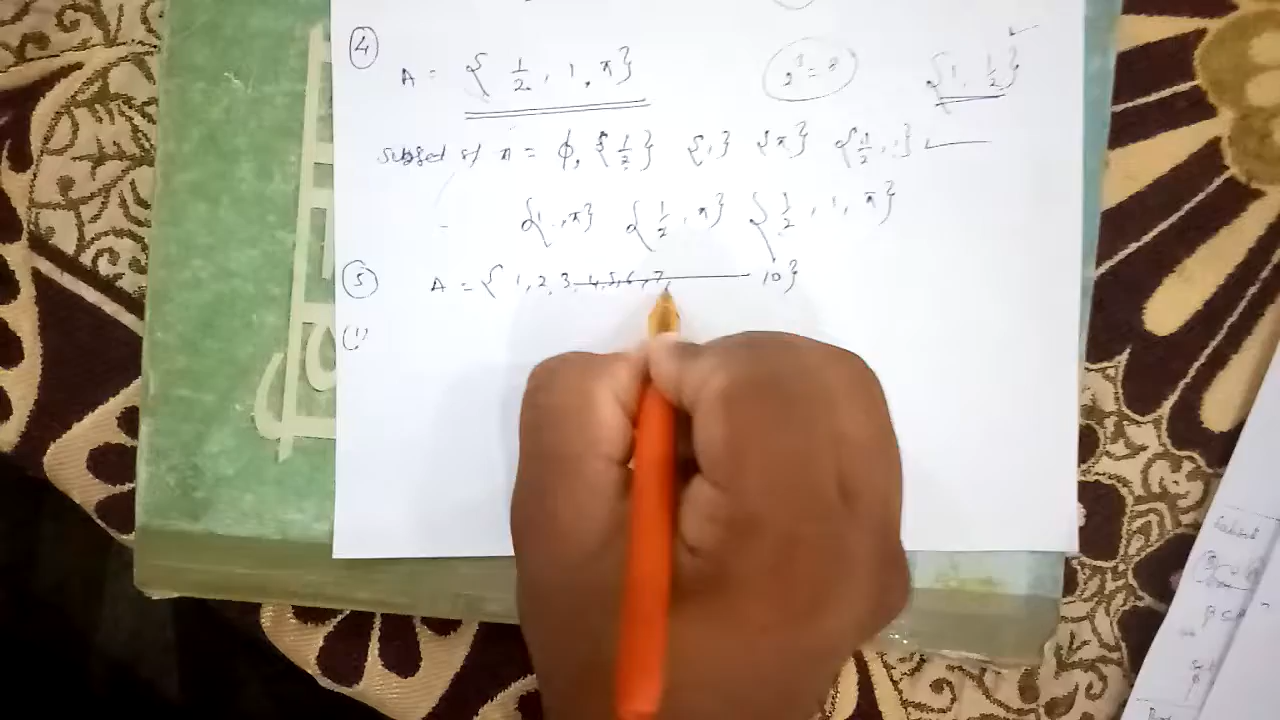 ④ A = { 1/2, 1, π} 2³ = 8 {1, 1/2}
Subset of = ϕ, {1/2} {1} {π} {1/2, 1}
{1, π} {1/2, π} {1/2, 1, π}
⑤ A = { 1, 2, 3, 4, 5, 6, 7, 10}
(1)